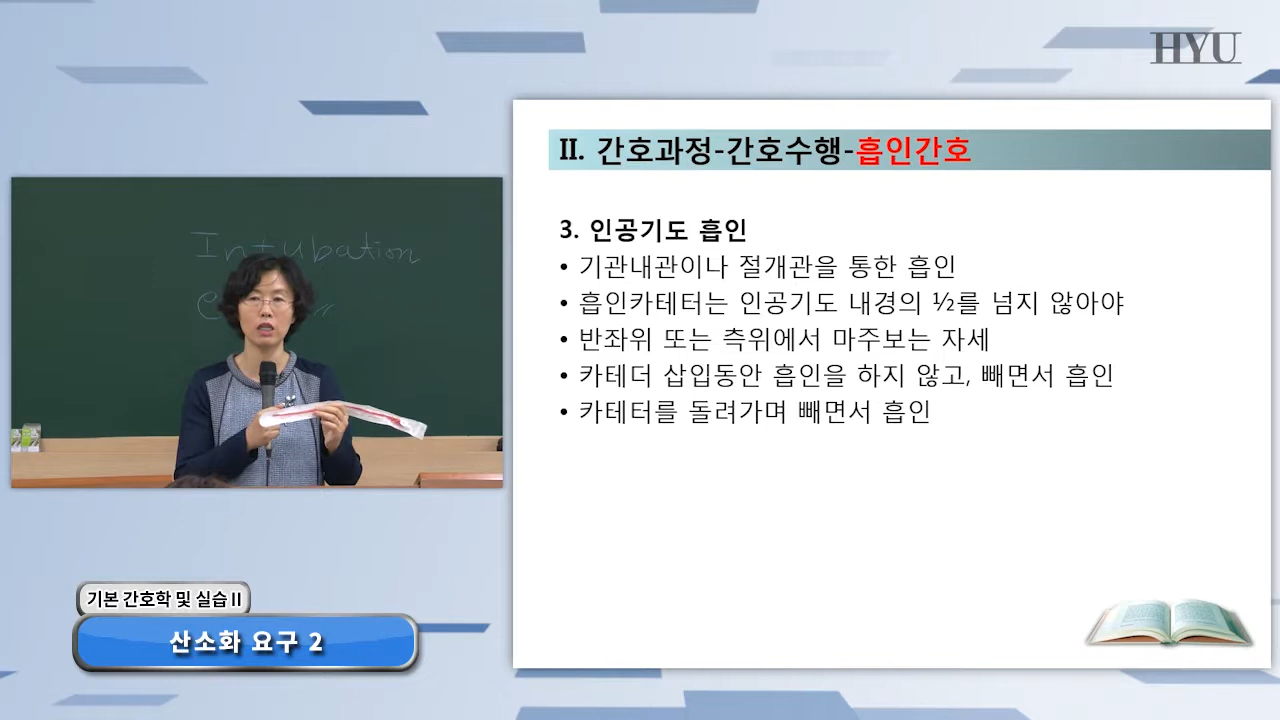 HYU
II. 간호과정-간호수행-흡인간호
3. 인공기도 흡인
• 기관내관이나 절개관을 통한 흡인
• 흡인카테터는 인공기도 내경의 ½를 넘지 않아야
• 반좌위 또는 측위에서 마주보는 자세
• 카테더 삽입동안 흡인을 하지 않고, 빼면서 흡인
• 카테터를 돌려가며 빼면서 흡인
Intubation
기본 간호학 및 실습 II
산소화 요구 2